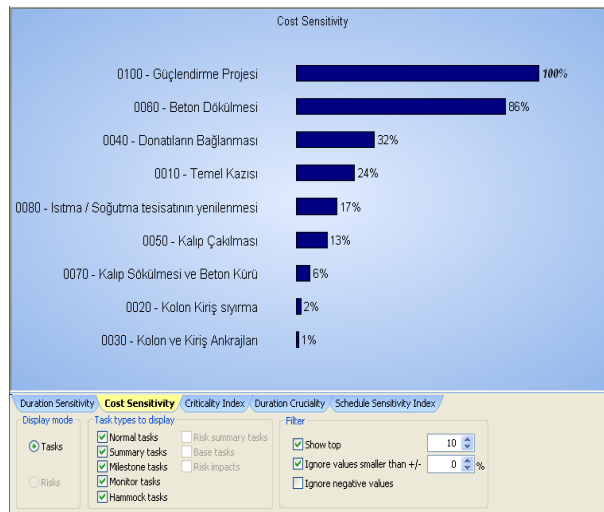 Cost Sensitivity
0100 - Güçlendirme Projesi 100%
0060 - Beton Dökülmesi 86%
0040 - Donatıların Bağlanması 32%
0010 - Temel Kazısı 24%
0080 - Isıtma / Soğutma tesisatının yenilenmesi 17%
0050 - Kalıp Çakılması 13%
0070 - Kalıp Sökülmesi ve Beton Kürü 6%
0020 - Kolon Kiriş sıyırma 2%
0030 - Kolon ve Kiriş Ankrajları 1%
Duration Sensitivity Cost Sensitivity Criticality Index Duration Cruciality Schedule Sensitivity Index
Display mode
Tasks
Risks
Task types to display
Normal tasks
Summary tasks
Milestone tasks
Monitor tasks
Hammock tasks
Risk summary tasks
Base tasks
Risk impacts
Filter
Show top 10
Ignore values smaller than +/- 0 %
Ignore negative values